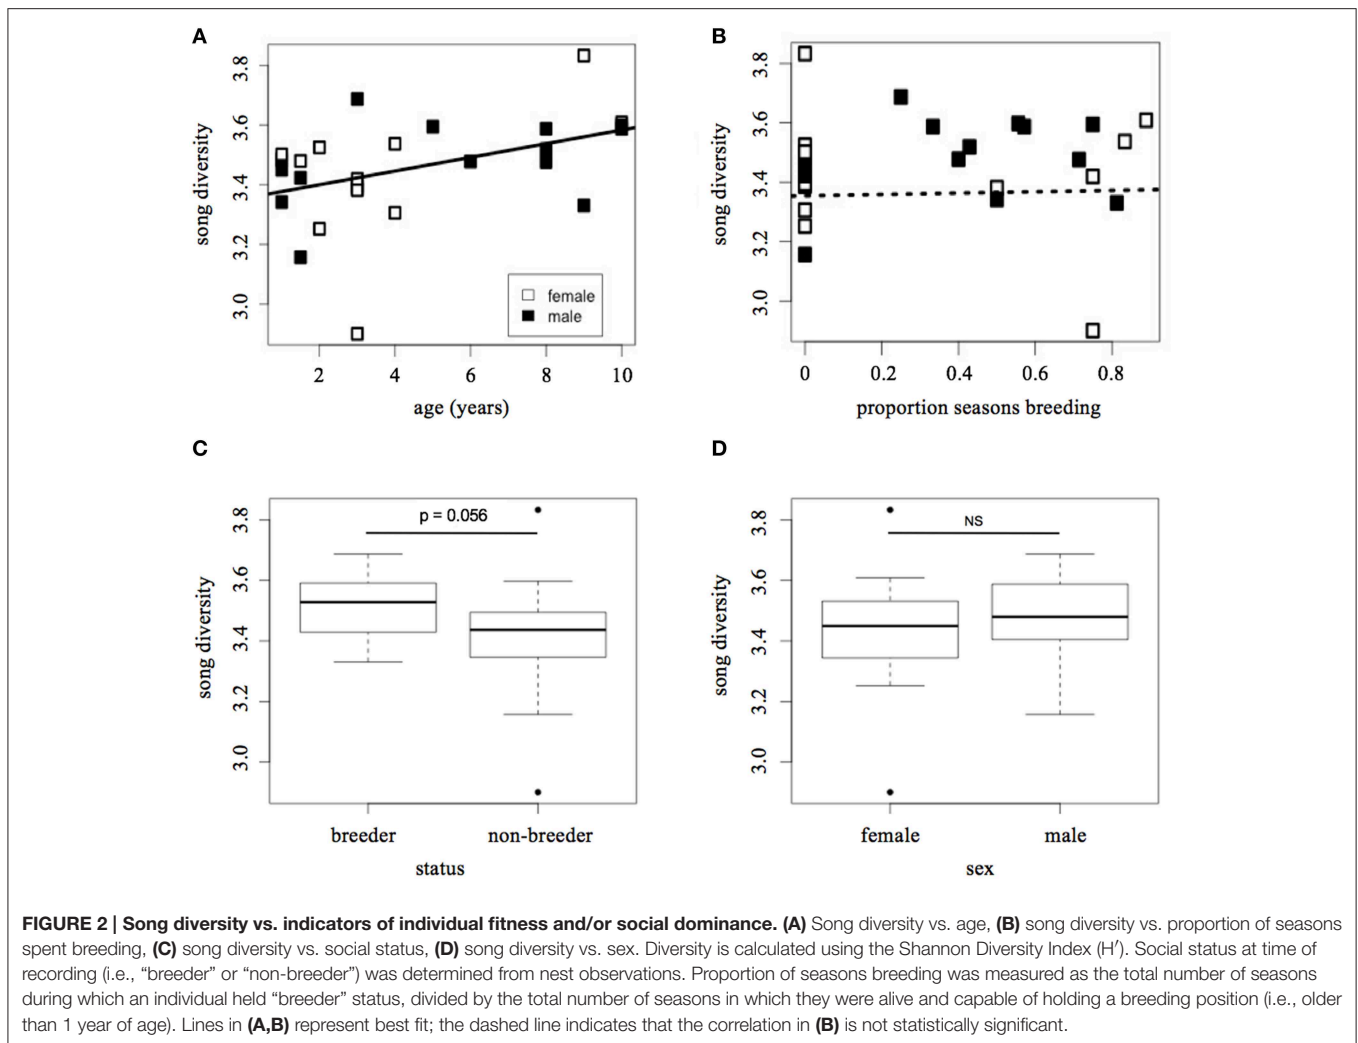 A
song diversity
3.8
3.6
3.4
3.2
3.0
female
male
2 4 6 8 10
age (years)
B
song diversity
3.8
3.6
3.4
3.2
3.0
0 0.2 0.4 0.6 0.8
proportion seasons breeding
C
song diversity
3.8
3.6
3.4
3.2
3.0
p = 0.056
breeder non-breeder
status
D
song diversity
3.8
3.6
3.4
3.2
3.0
NS
female male
sex
FIGURE 2 | Song diversity vs. indicators of individual fitness and/or social dominance. (A) Song diversity vs. age, (B) song diversity vs. proportion of seasons
spent breeding, (C) song diversity vs. social status, (D) song diversity vs. sex. Diversity is calculated using the Shannon Diversity Index (H′). Social status at time of
recording (i.e., “breeder” or “non-breeder”) was determined from nest observations. Proportion of seasons breeding was measured as the total number of seasons
during which an individual held “breeder” status, divided by the total number of seasons in which they were alive and capable of holding a breeding position (i.e., older
than 1 year of age). Lines in (A,B) represent best fit; the dashed line indicates that the correlation in (B) is not statistically significant.